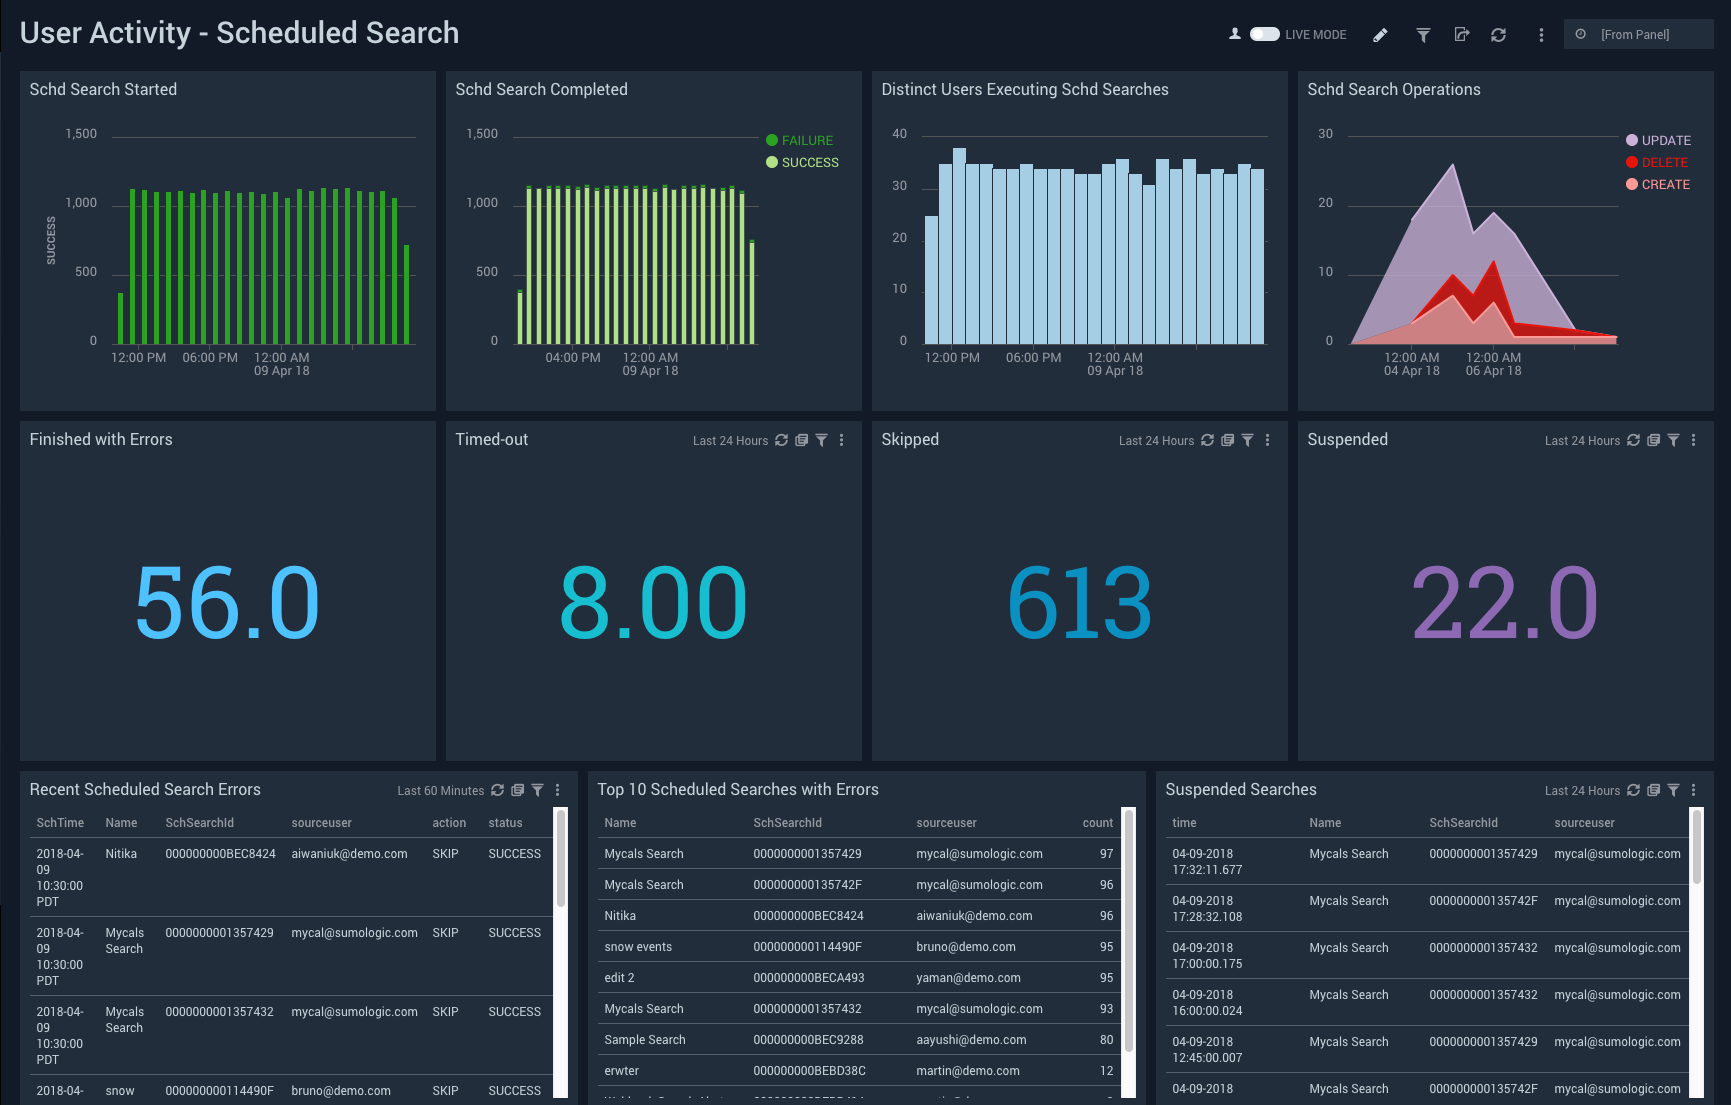 User Activity - Scheduled Search
LIVE MODE
[From Panel]
Schd Search Started
1,500
1,000
500
0
SUCCESS
12:00 PM 06:00 PM 12:00 AM
09 Apr 18
Schd Search Completed
1,500
1,000
500
0
FAILURE
SUCCESS
04:00 PM 12:00 AM
09 Apr 18
Distinct Users Executing Schd Searches
40
30
20
10
0
12:00 PM 06:00 PM 12:00 AM
09 Apr 18
Schd Search Operations
30
20
10
0
UPDATE
DELETE
CREATE
12:00 AM 12:00 AM
04 Apr 18 06 Apr 18
Finished with Errors
56.0
Timed-out Last 24 Hours
8.00
Skipped Last 24 Hours
613
Suspended Last 24 Hours
22.0
Recent Scheduled Search Errors Last 60 Minutes
SchTime Name SchSearchId sourceuser action status
2018-04- Nitika 000000000BEC8424 aiwaniuk@demo.com SKIP SUCCESS
09
10:30:00
PDT
2018-04- Mycals 0000000001357429 mycal@sumologic.com SKIP SUCCESS
09 Search
10:30:00
PDT
2018-04- Mycals 0000000001357432 mycal@sumologic.com SKIP SUCCESS
09 Search
10:30:00
PDT
2018-04- snow 000000000114490F bruno@demo.com SKIP SUCCESS
Top 10 Scheduled Searches with Errors
Name SchSearchId sourceuser count
Mycals Search 0000000001357429 mycal@sumologic.com 97
Mycals Search 000000000135742F mycal@sumologic.com 96
Nitika 000000000BEC8424 aiwaniuk@demo.com 96
snow events 000000000114490F bruno@demo.com 95
edit 2 000000000BECA493 yaman@demo.com 95
Mycals Search 0000000001357432 mycal@sumologic.com 93
Sample Search 000000000BEC9288 aayushi@demo.com 80
erwter 000000000BEBD38C martin@demo.com 12
Suspended Searches Last 24 Hours
time Name SchSearchId sourceuser
04-09-2018 Mycals Search 0000000001357429 mycal@sumologic.com
17:32:11.677
04-09-2018 Mycals Search 000000000135742F mycal@sumologic.com
17:28:32.108
04-09-2018 Mycals Search 0000000001357432 mycal@sumologic.com
17:00:00.175
04-09-2018 Mycals Search 0000000001357432 mycal@sumologic.com
16:00:00.024
04-09-2018 Mycals Search 0000000001357429 mycal@sumologic.com
12:45:00.007
04-09-2018 Mycals Search 000000000135742F mycal@sumologic.com